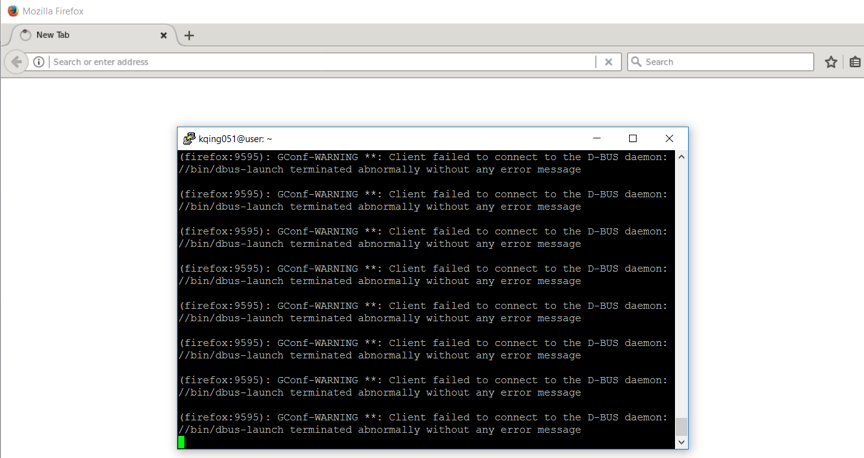 Mozilla Firefox
New Tab
Search or enter address
Search
kqing051@user: ~
(firefox:9595): GConf-WARNING **: Client failed to connect to the D-BUS daemon:
//bin/dbus-launch terminated abnormally without any error message
(firefox:9595): GConf-WARNING **: Client failed to connect to the D-BUS daemon:
//bin/dbus-launch terminated abnormally without any error message
(firefox:9595): GConf-WARNING **: Client failed to connect to the D-BUS daemon:
//bin/dbus-launch terminated abnormally without any error message
(firefox:9595): GConf-WARNING **: Client failed to connect to the D-BUS daemon:
//bin/dbus-launch terminated abnormally without any error message
(firefox:9595): GConf-WARNING **: Client failed to connect to the D-BUS daemon:
//bin/dbus-launch terminated abnormally without any error message
(firefox:9595): GConf-WARNING **: Client failed to connect to the D-BUS daemon:
//bin/dbus-launch terminated abnormally without any error message
(firefox:9595): GConf-WARNING **: Client failed to connect to the D-BUS daemon:
//bin/dbus-launch terminated abnormally without any error message
(firefox:9595): GConf-WARNING **: Client failed to connect to the D-BUS daemon:
//bin/dbus-launch terminated abnormally without any error message